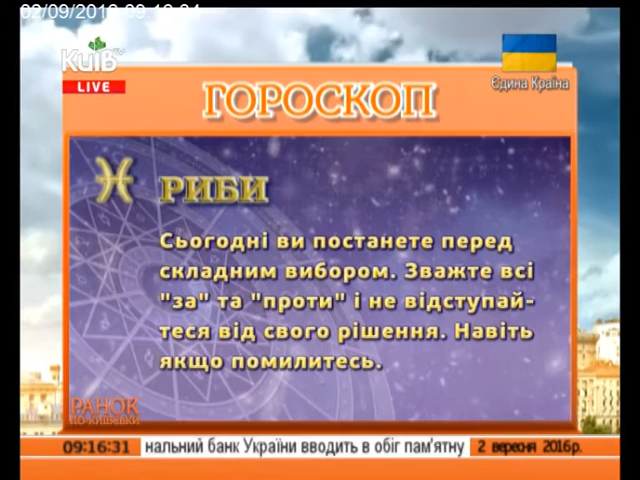 Київ
LIVE
Єдина Країна
ГОРОСКОП
РИБИ
Сьогодні ви постанете перед
складним вибором. Зважте всі
"за" та "проти" і не відступай-
теся від свого рішення. Навіть
якщо помилитесь.
РАНОК
ПО-КИЇВСЬКИ
09:16:31
нальний банк України вводить в обіг пам'ятну
2 вересня 2016р.